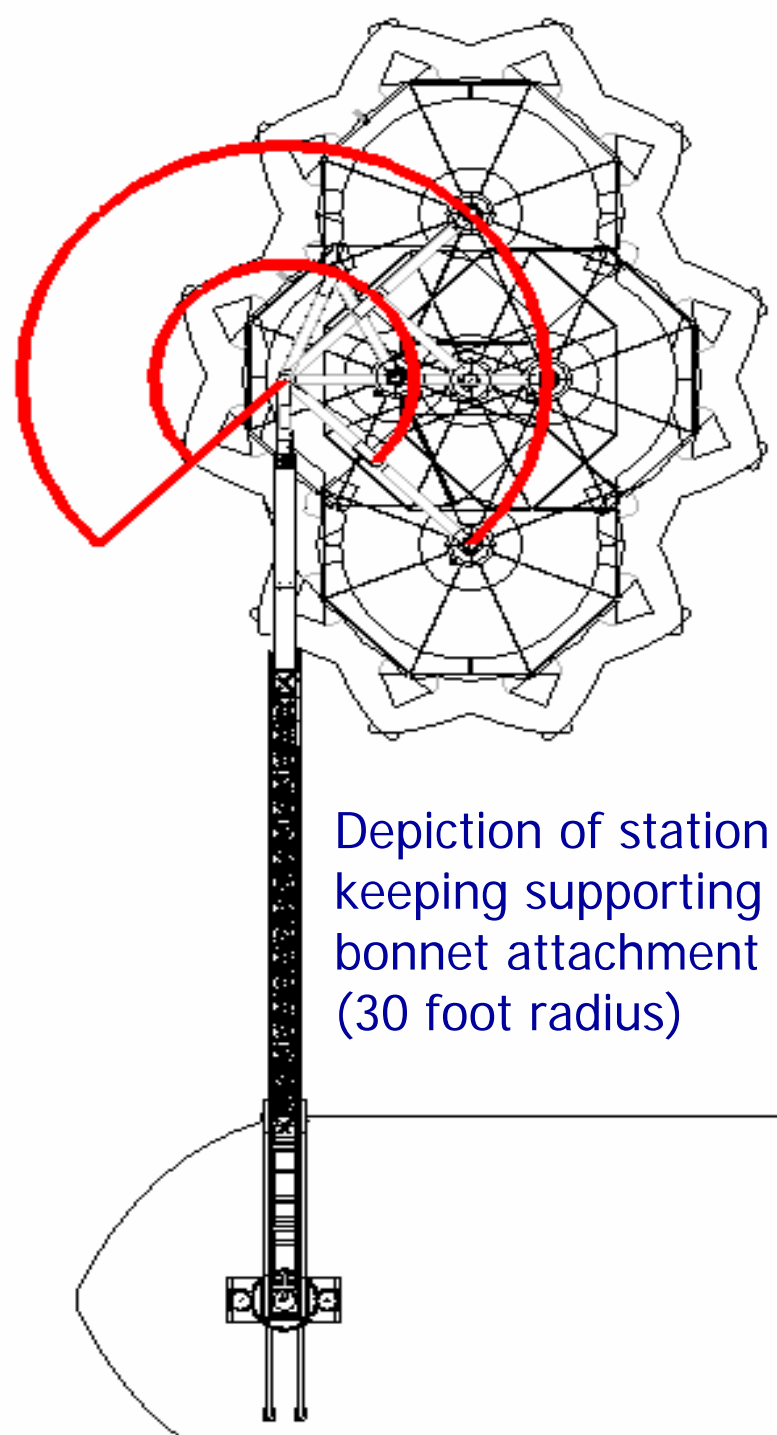 Depiction of station
keeping supporting
bonnet attachment
(30 foot radius)